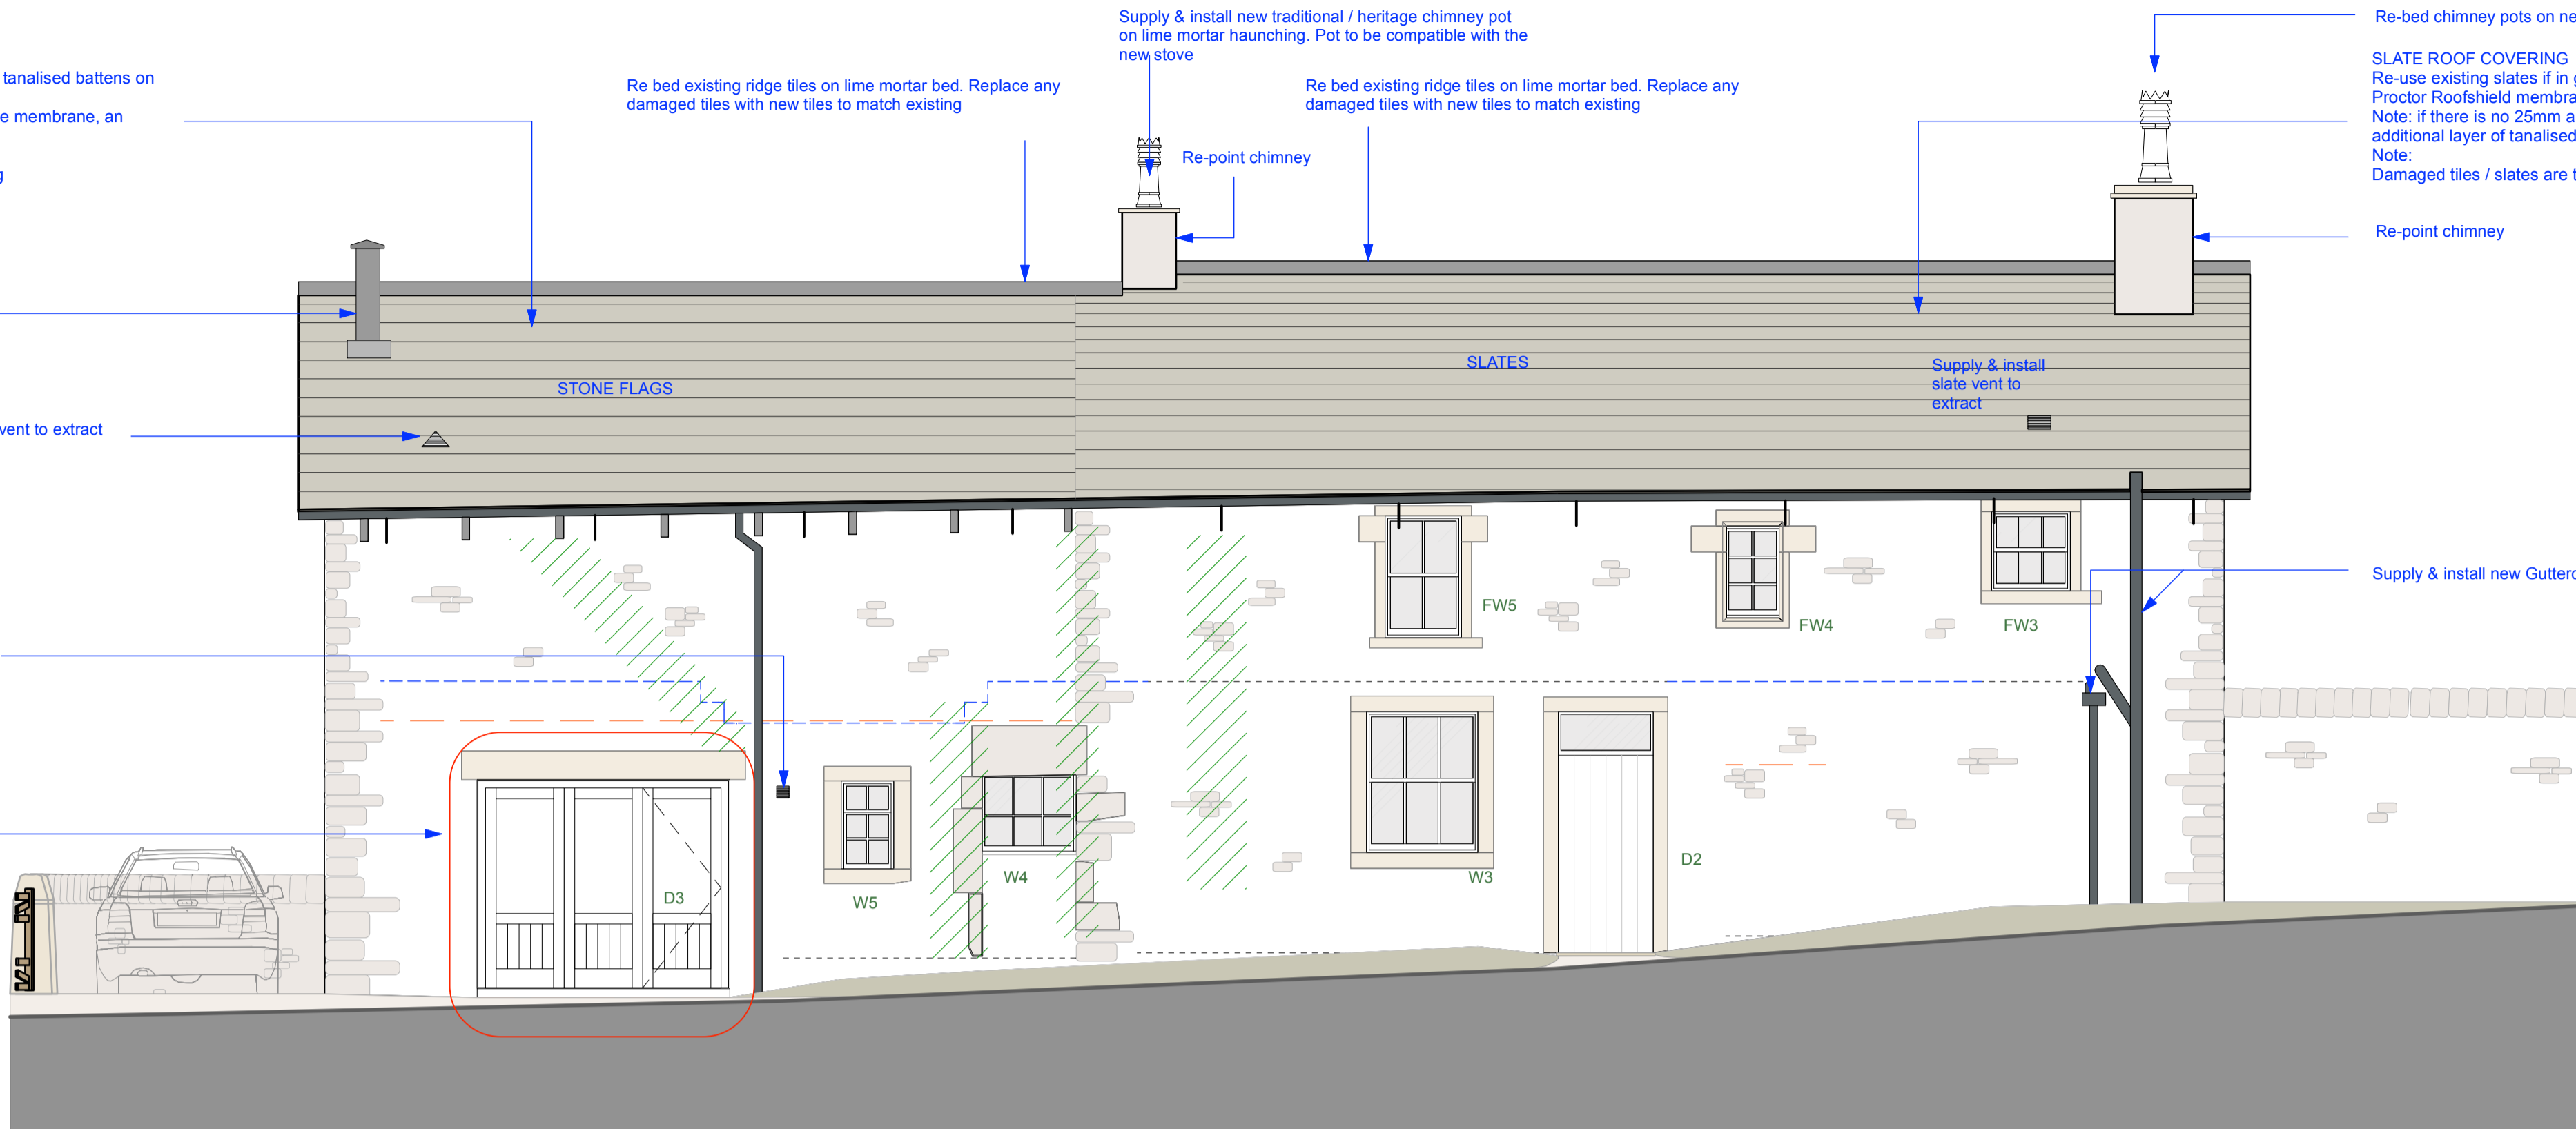 tanalised battens on
e membrane, an
g
vent to extract
Re bed existing ridge tiles on lime mortar bed. Replace any
damaged tiles with new tiles to match existing
Supply & install new traditional / heritage chimney pot
on lime mortar haunching. Pot to be compatible with the
new stove
Re-point chimney
Re bed existing ridge tiles on lime mortar bed. Replace any
damaged tiles with new tiles to match existing
Re-bed chimney pots on ne
SLATE ROOF COVERING
Re-use existing slates if in g
Proctor Roofshield membra
Note: if there is no 25mm a
additional layer of tanalised
Note:
Damaged tiles / slates are t
Re-point chimney
STONE FLAGS
SLATES
Supply & install
slate vent to
extract
Supply & install new Gutterc
FW5
FW4
FW3
D3
W5
W4
W3
D2